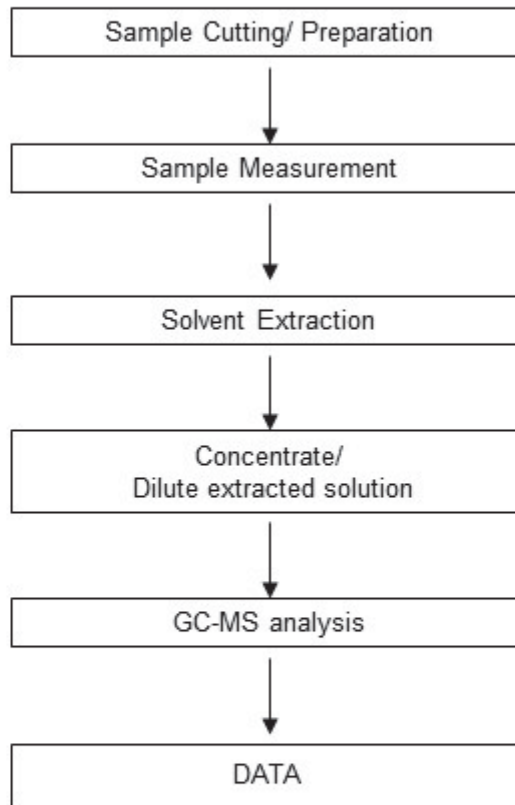 Sample Cutting/ Preparation
Sample Measurement
Solvent Extraction
Concentrate/
Dilute extracted solution
GC-MS analysis
DATA